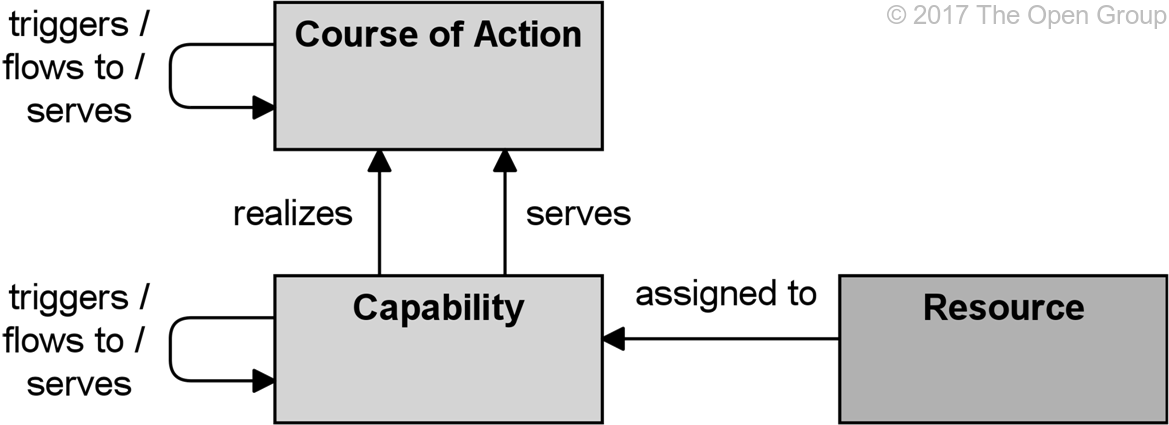 © 2017 The Open Group
triggers /
flows to /
serves
Course of Action
realizes
serves
triggers /
flows to /
serves
Capability
assigned to
Resource